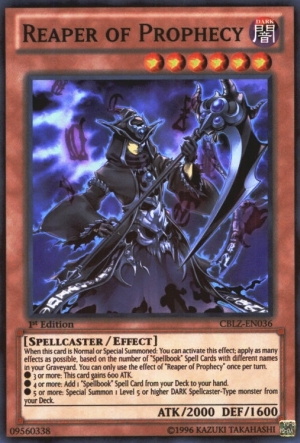 REAPER OF PROPHECY
DARK
闇
1st Edition
CBLZ-EN036
[SPELLCASTER / EFFECT]
When this card is Normal or Special Summoned: You can activate this effect; apply as many
effects as possible, based on the number of "Spellbook" Spell Cards with different names
in your Graveyard. You can only use the effect of "Reaper of Prophecy" once per turn.
● 3 or more: This card gains 600 ATK.
● 4 or more: Add 1 "Spellbook" Spell Card from your Deck to your hand.
● 5 or more: Special Summon 1 Level 5 or higher DARK Spellcaster-Type monster from
your Deck.
ATK/2000 DEF/1600
09560338
©1996 KAZUKI TAKAHASHI